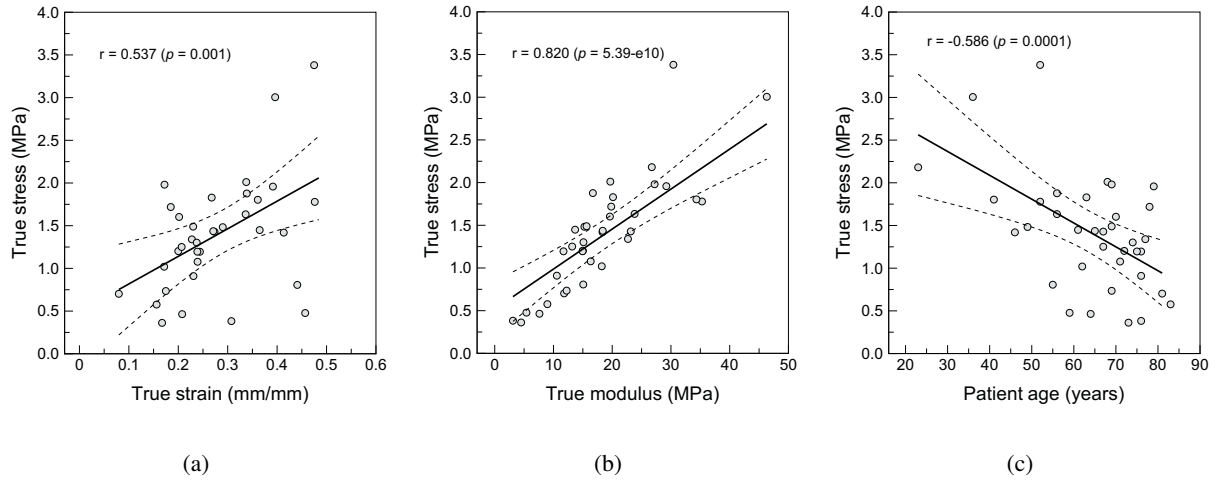 r = 0.537 (p = 0.001)
True stress (MPa)
4.0
3.5
3.0
2.5
2.0
1.5
1.0
0.5
0.0
0 0.1 0.2 0.3 0.4 0.5 0.6
True strain (mm/mm)
(a)
r = 0.820 (p = 5.39-e10)
True stress (MPa)
4.0
3.5
3.0
2.5
2.0
1.5
1.0
0.5
0.0
0 10 20 30 40 50
True modulus (MPa)
(b)
r = -0.586 (p = 0.0001)
True stress (MPa)
4.0
3.5
3.0
2.5
2.0
1.5
1.0
0.5
0.0
20 30 40 50 60 70 80 90
Patient age (years)
(c)